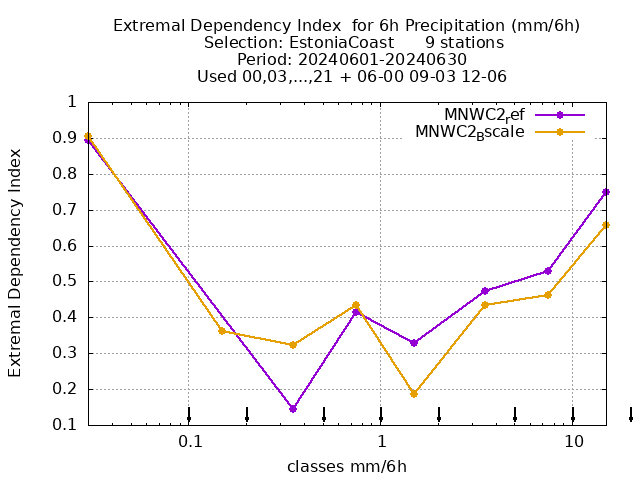 Extremal Dependency Index  for 6h Precipitation (mm/6h)
Selection: EstoniaCoast      9 stations
Period: 20240601-20240630
Used 00,03,...,21 + 06-00 09-03 12-06
MNWC2ref
MNWC2Bscale
Extremal Dependency Index
1
0.9
0.8
0.7
0.6
0.5
0.4
0.3
0.2
0.1
0.1
1
10
classes mm/6h